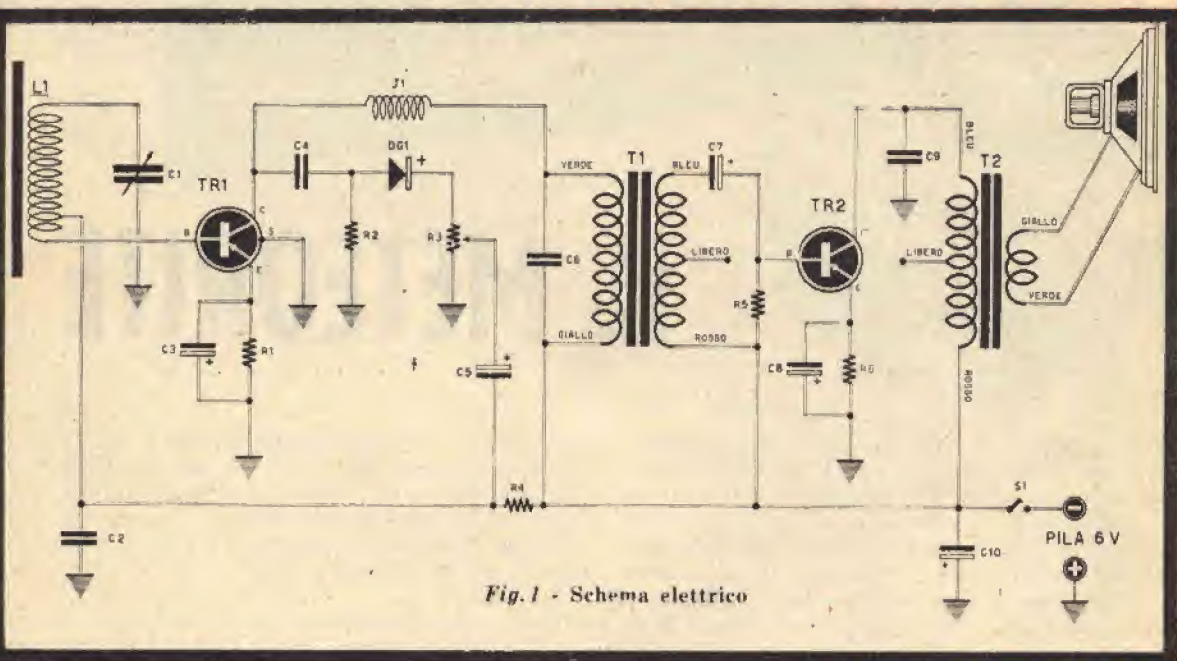 L1
C1
TR1
B
C
S
E
C3
+
R1
C2
J1
C4
DG1
+
R2
R3
C5
+
R4
C6
VERDE
GIALLO
T1
BLEU
LIBERO
ROSSO
C7
+
R5
TR2
B
C8
+
R6
C9
BLEU
LIBERO
ROSSO
T2
GIALLO
VERDE
S1
−
PILA 6 V
+
C10
+
Fig. 1 - Schema elettrico